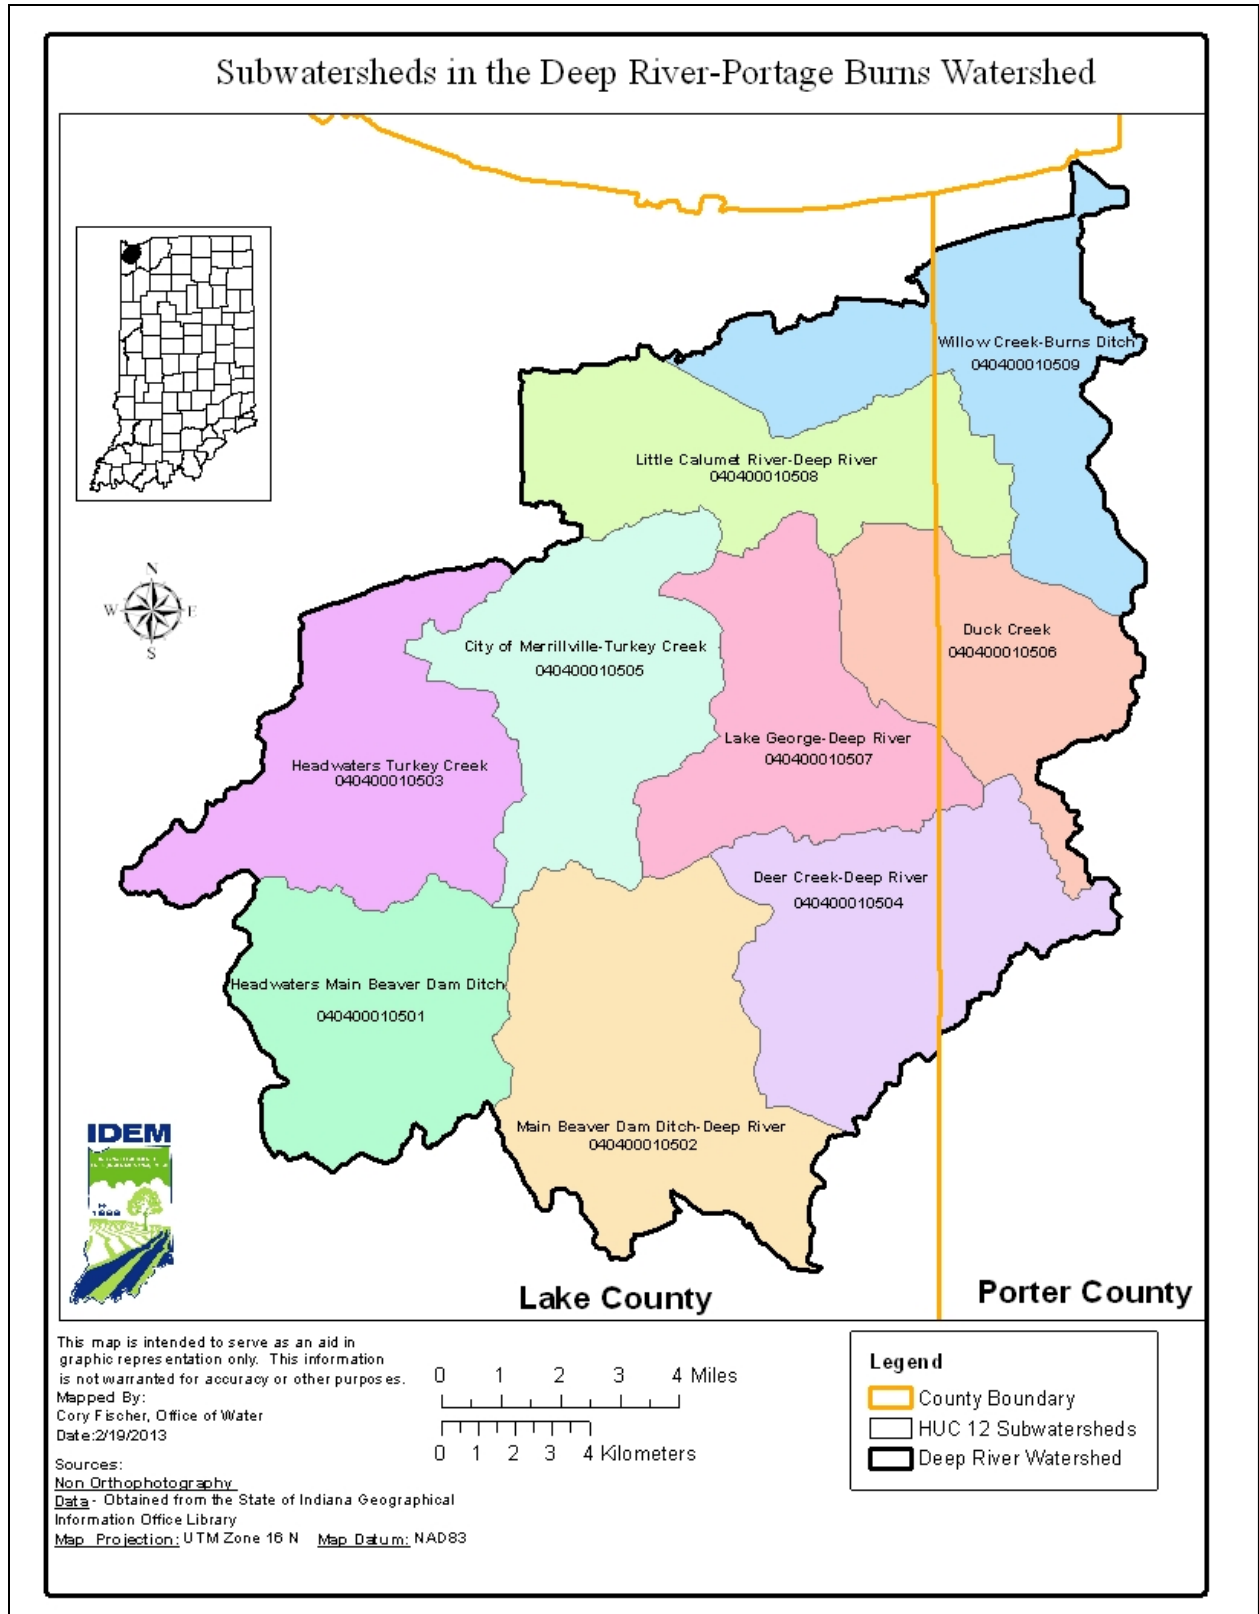 Subwatersheds in the Deep River-Portage Burns Watershed
Willow Creek-Burns Ditch
040400010509
Little Calumet River-Deep River
040400010508
N
W
E
S
Duck Creek
040400010506
City of Merrillville-Turkey Creek
040400010505
Lake George-Deep River
040400010507
Headwaters Turkey Creek
040400010503
Deer Creek-Deep River
040400010504
Headwaters Main Beaver Dam Ditch
040400010501
Main Beaver Dam Ditch-Deep River
040400010502
IDEM
Lake County
Porter County
This map is intended to serve as an aid in
graphic representation only. This information
is not warranted for accuracy or other purposes.
Mapped By:
Cory Fischer, Office of Water
Date:2/19/2013
Sources:
Non Orthophotography
Data - Obtained from the State of Indiana Geographical
Information Office Library
Map Projection: UTM Zone 16 N Map Datum: NAD83
0 1 2 3 4 Miles
0 1 2 3 4 Kilometers
Legend
County Boundary
HUC 12 Subwatersheds
Deep River Watershed